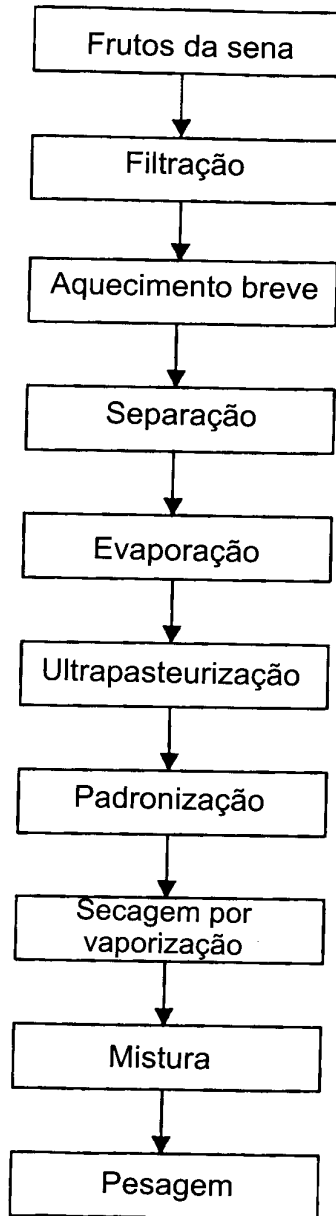 Frutos da sena
Filtração
Aquecimento breve
Separação
Evaporação
Ultrapasteurização
Padronização
Secagem por
vaporização
Mistura
Pesagem